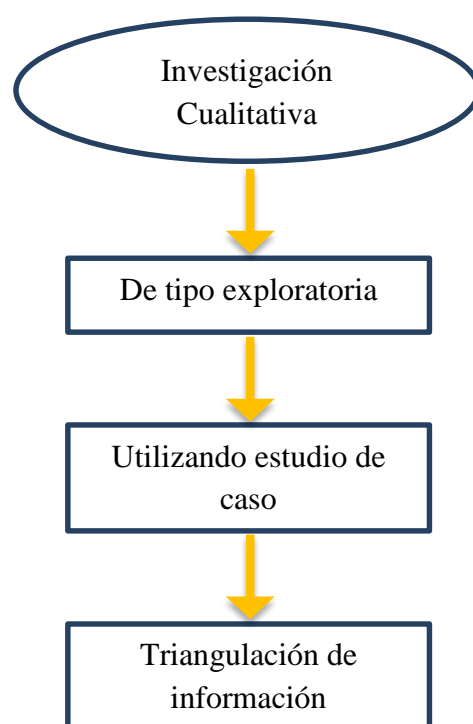 Investigación
Cualitativa
De tipo exploratoria
Utilizando estudio de
caso
Triangulación de
información